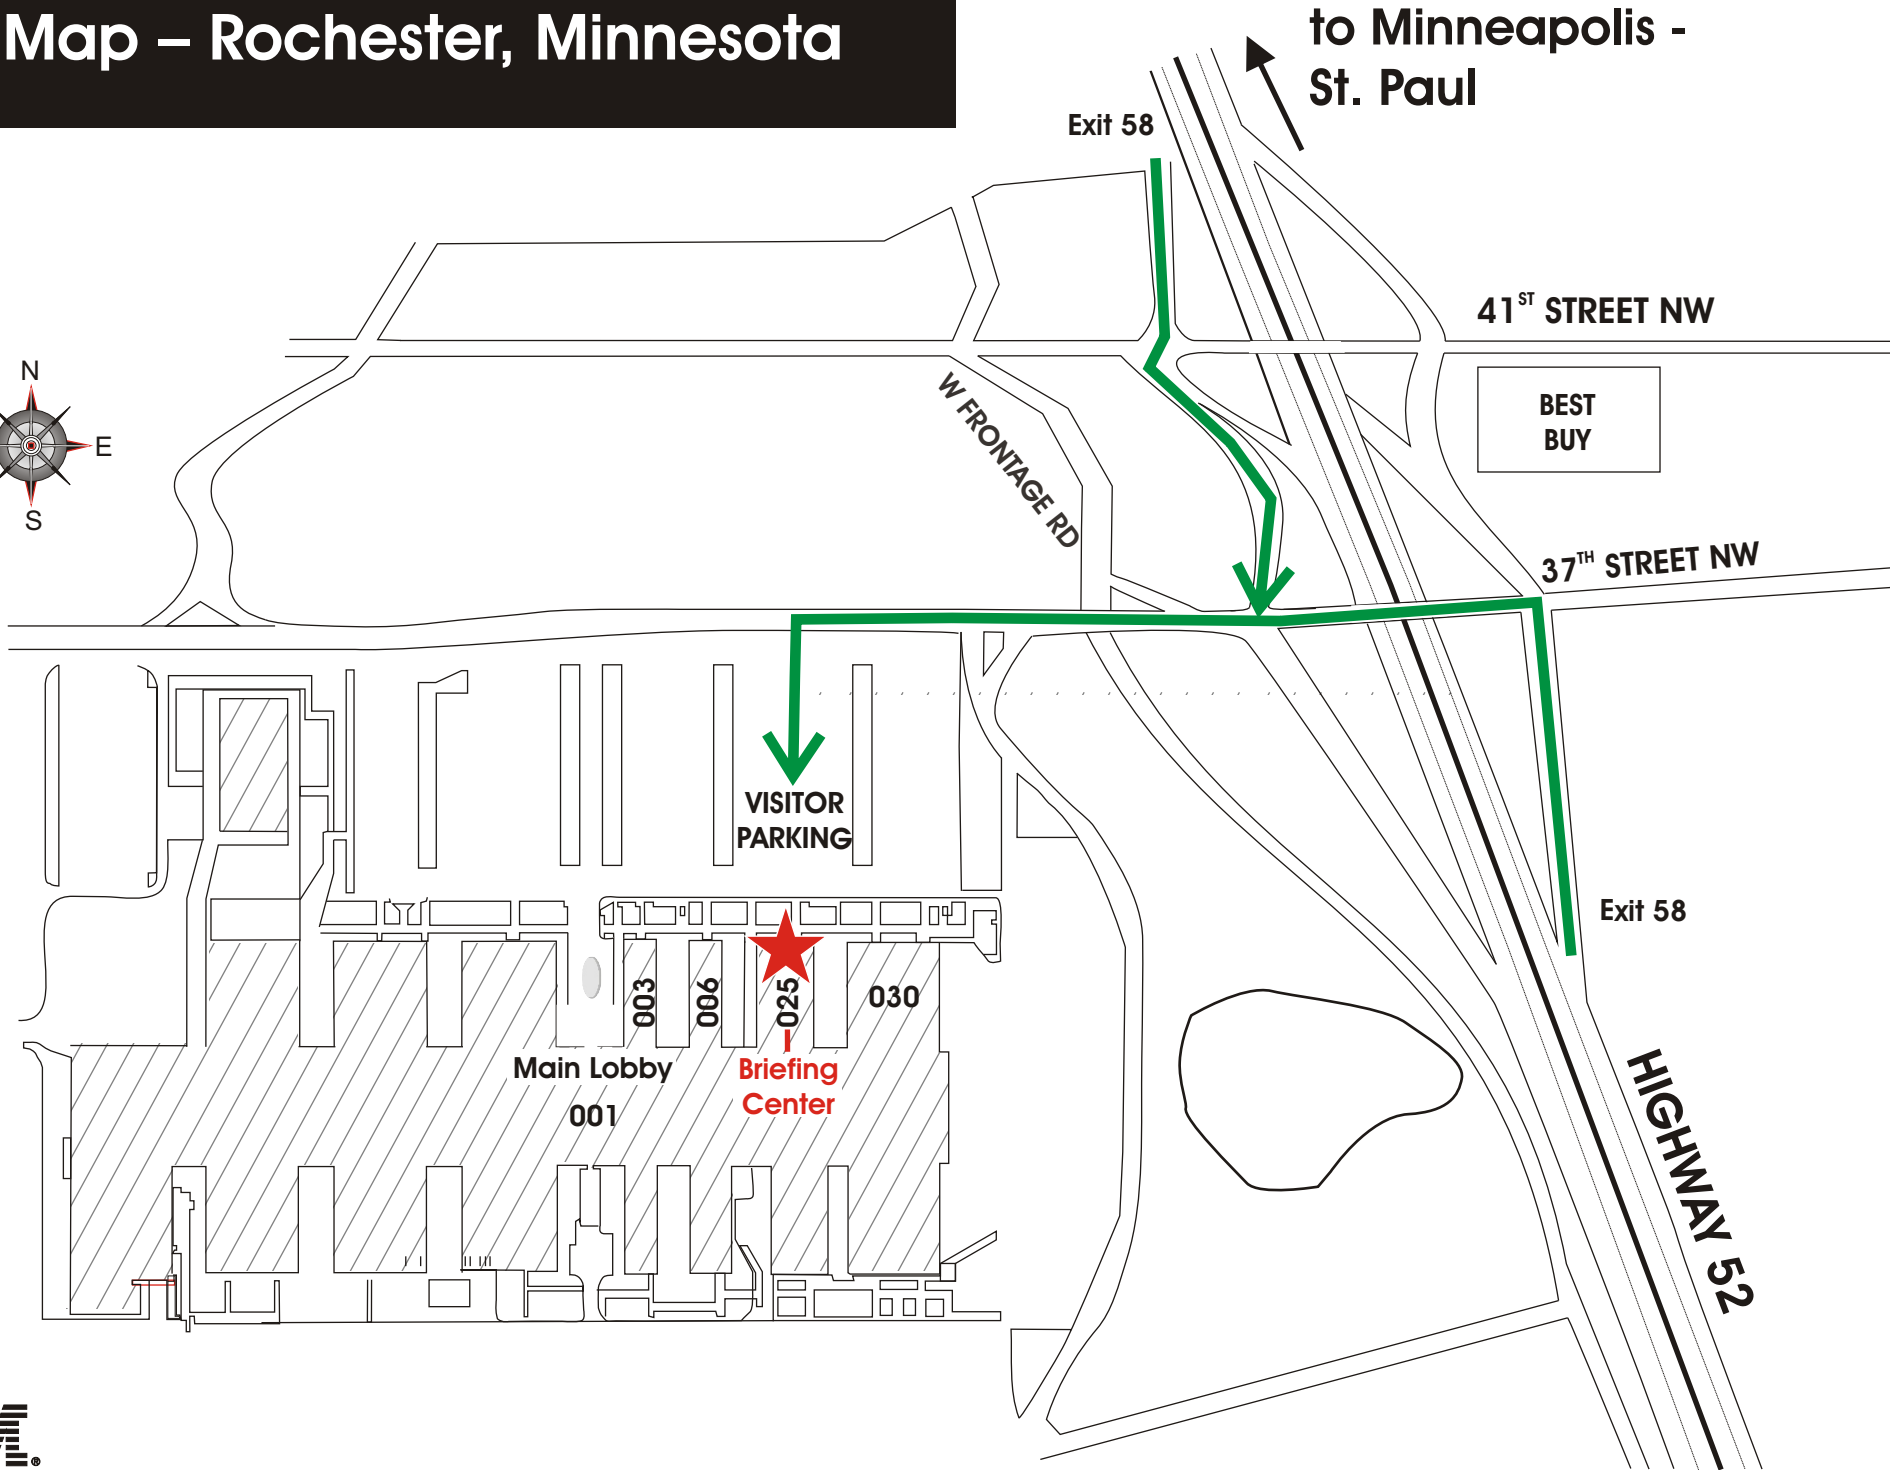 Map – Rochester, Minnesota
to Minneapolis -
St. Paul
Exit 58
41ST STREET NW
N
E
S
W FRONTAGE RD
BEST
BUY
37TH STREET NW
VISITOR
PARKING
Exit 58
003
006
025
030
Main Lobby
001
Briefing
Center
HIGHWAY 52
®